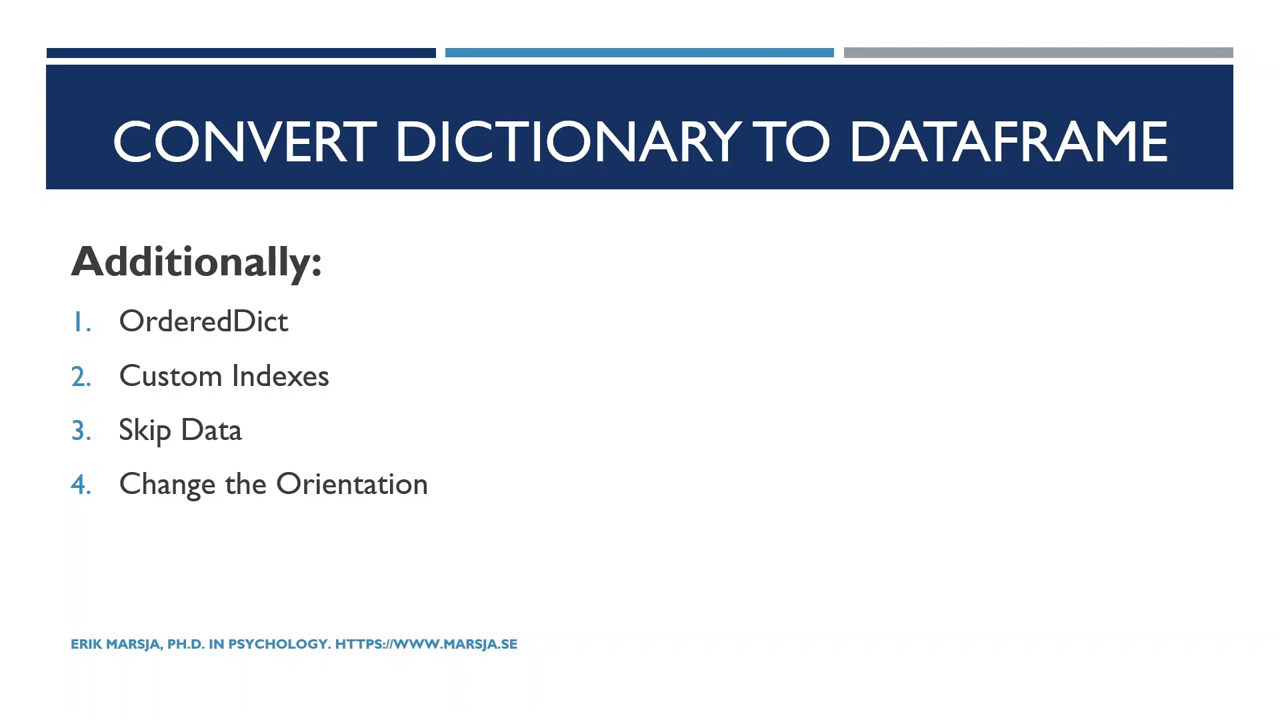 CONVERT DICTIONARY TO DATAFRAME
Additionally:
1. OrderedDict
2. Custom Indexes
3. Skip Data
4. Change the Orientation
ERIK MARSJA, PH.D. IN PSYCHOLOGY. HTTPS://WWW.MARSJA.SE